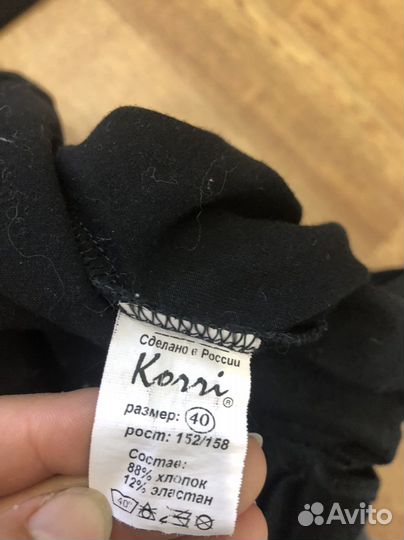 Сделано в России
Korri ®
размер: 40
рост: 152/158
Состав:
88% хлопок
12% эластан
40°
Avito